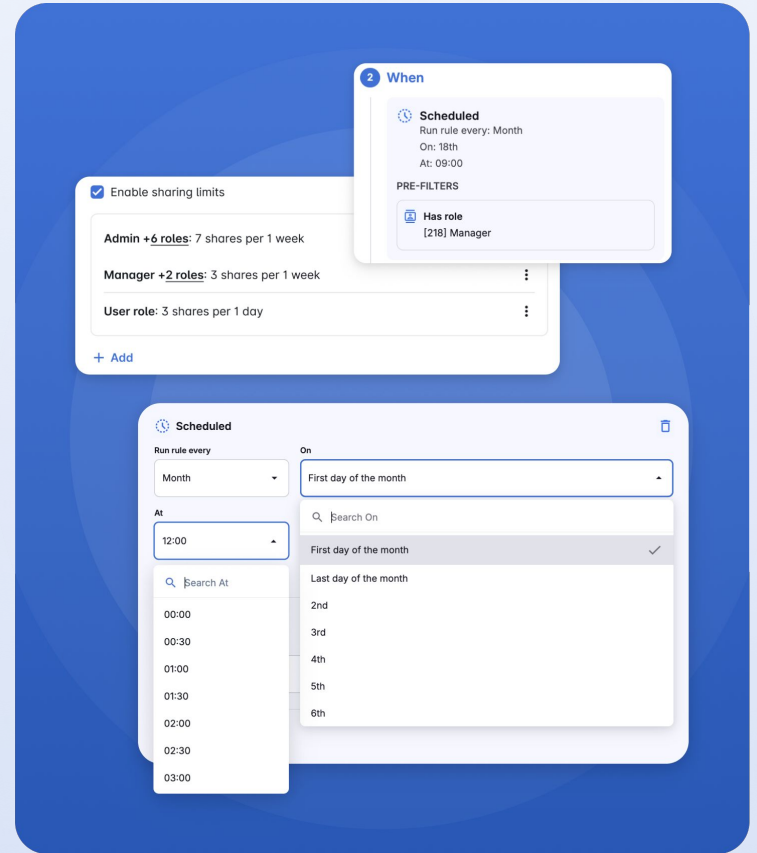 2 When
Scheduled
Run rule every: Month
On: 18th
At: 09:00
PRE-FILTERS
Has role
[218] Manager
Enable sharing limits
Admin +6 roles: 7 shares per 1 week
Manager +2 roles: 3 shares per 1 week
User role: 3 shares per 1 day
+ Add
Scheduled
Run rule every
On
Month
First day of the month
At
12:00
Search On
First day of the month
Last day of the month
2nd
3rd
4th
5th
6th
Search At
00:00
00:30
01:00
01:30
02:00
02:30
03:00